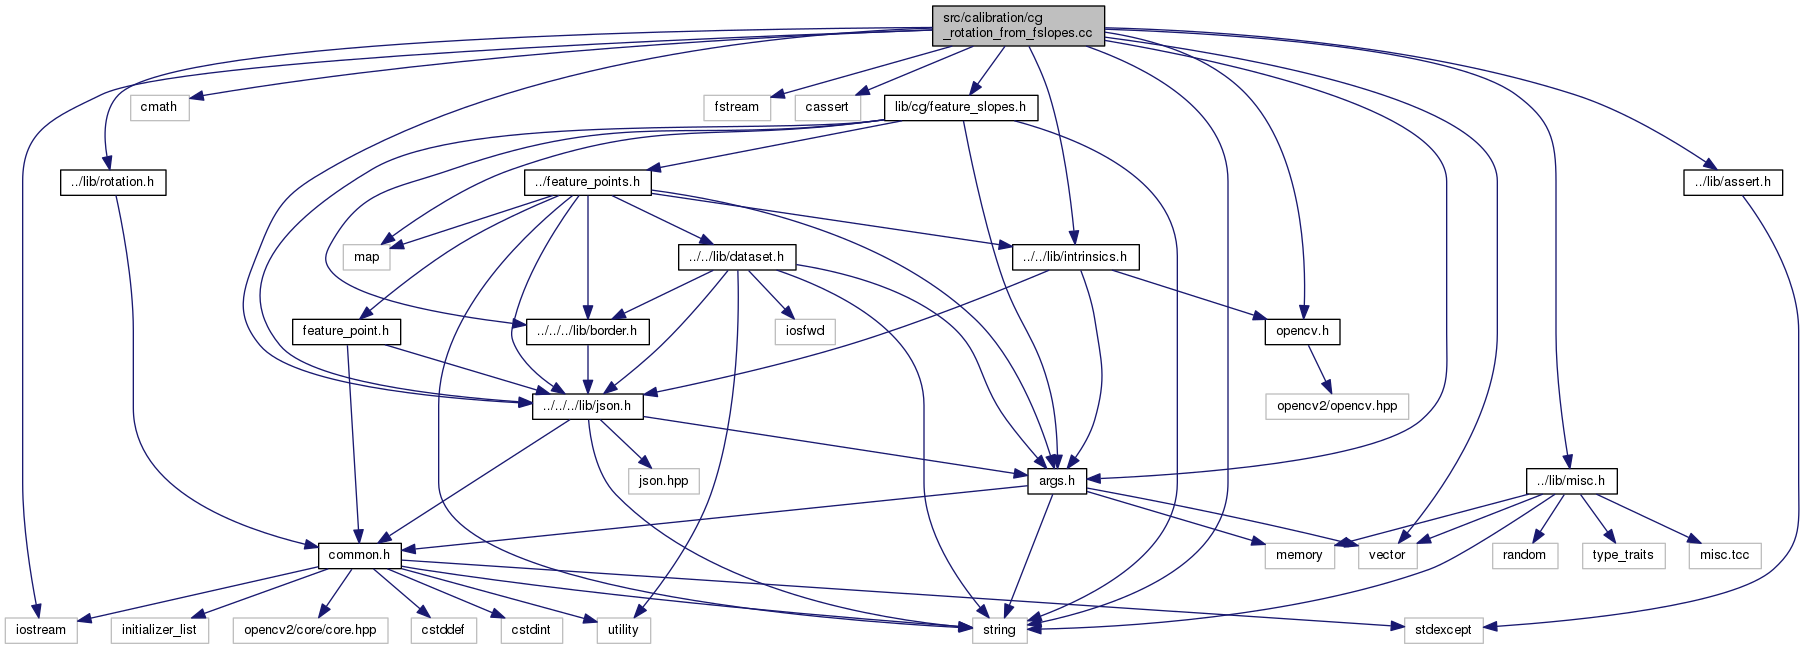 src/calibration/cg
_rotation_from_fslopes.cc
cmath
fstream
cassert
lib/cg/feature_slopes.h
../lib/rotation.h
../feature_points.h
../lib/assert.h
map
../../lib/dataset.h
../../lib/intrinsics.h
feature_point.h
../../../lib/border.h
iosfwd
opencv.h
../../../lib/json.h
opencv2/opencv.hpp
json.hpp
args.h
../lib/misc.h
common.h
memory
vector
random
type_traits
misc.tcc
iostream
initializer_list
opencv2/core/core.hpp
cstddef
cstdint
utility
string
stdexcept